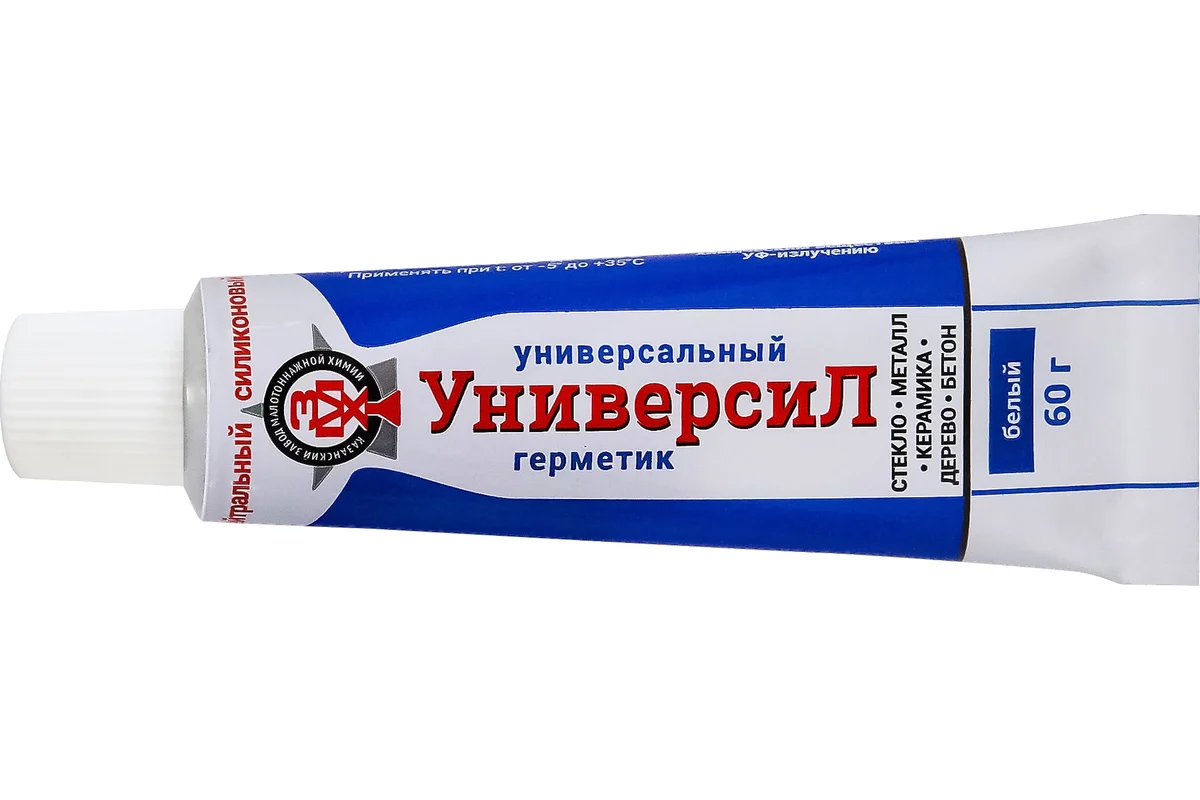 силиконовый
КАЗАНСКИЙ ЗАВОД МАЛОТОННАЖНОЙ ХИМИИ
ЗМХ
Применять при t: от -5° до +35°С
УФ-излучению
универсальный
УниверсиЛ
герметик
СТЕКЛО • МЕТАЛЛ
• КЕРАМИКА •
ДЕРЕВО • БЕТОН
белый
60 г